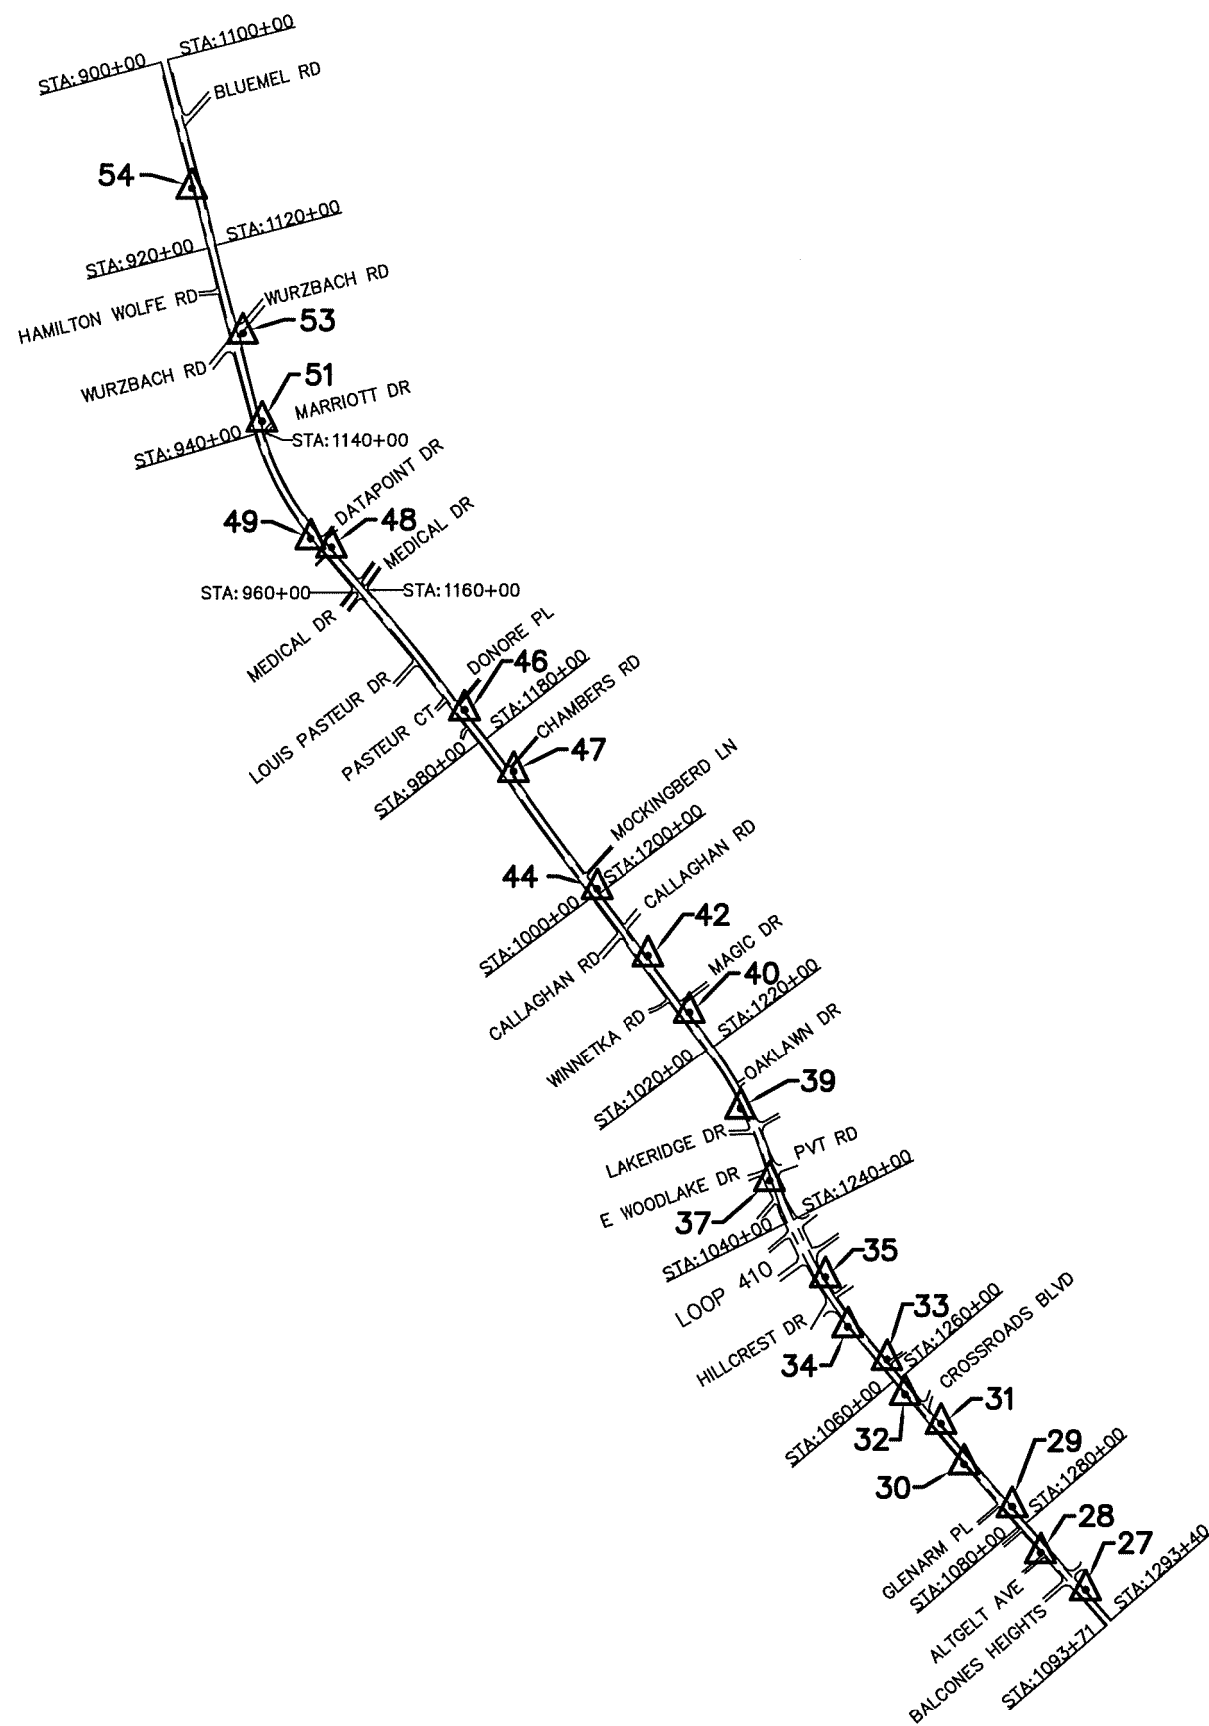 STA:1100+00
STA:900+00
BLUEMEL RD
54
STA:1120+00
STA:920+00
WURZBACH RD
HAMILTON WOLFE RD
53
WURZBACH RD
51
MARRIOTT DR
STA:940+00
STA:1140+00
DATAPOINT DR
49
48
MEDICAL DR
STA:960+00
STA:1160+00
MEDICAL DR
DONORE PL
46
STA:1180+00
CHAMBERS RD
LOUIS PASTEUR DR
PASTEUR CT
STA:980+00
47
MOCKINGBERD LN
STA:1200+00
44
CALLAGHAN RD
STA:1000+00
42
CALLAGHAN RD
MAGIC DR
40
STA:1220+00
WINNETKA RD
STA:1020+00
OAKLAWN DR
39
LAKERIDGE DR
PVT RD
E WOODLAKE DR
STA:1240+00
37
STA:1040+00
35
LOOP 410
HILLCREST DR
33
STA:1260+00
34
CROSSROADS BLVD
STA:1060+00
32
31
30
29
STA:1280+00
GLENARM PL
28
STA:1080+00
27
ALTGELT AVE
STA:1293+40
BALCONES HEIGHTS
STA:1093+71